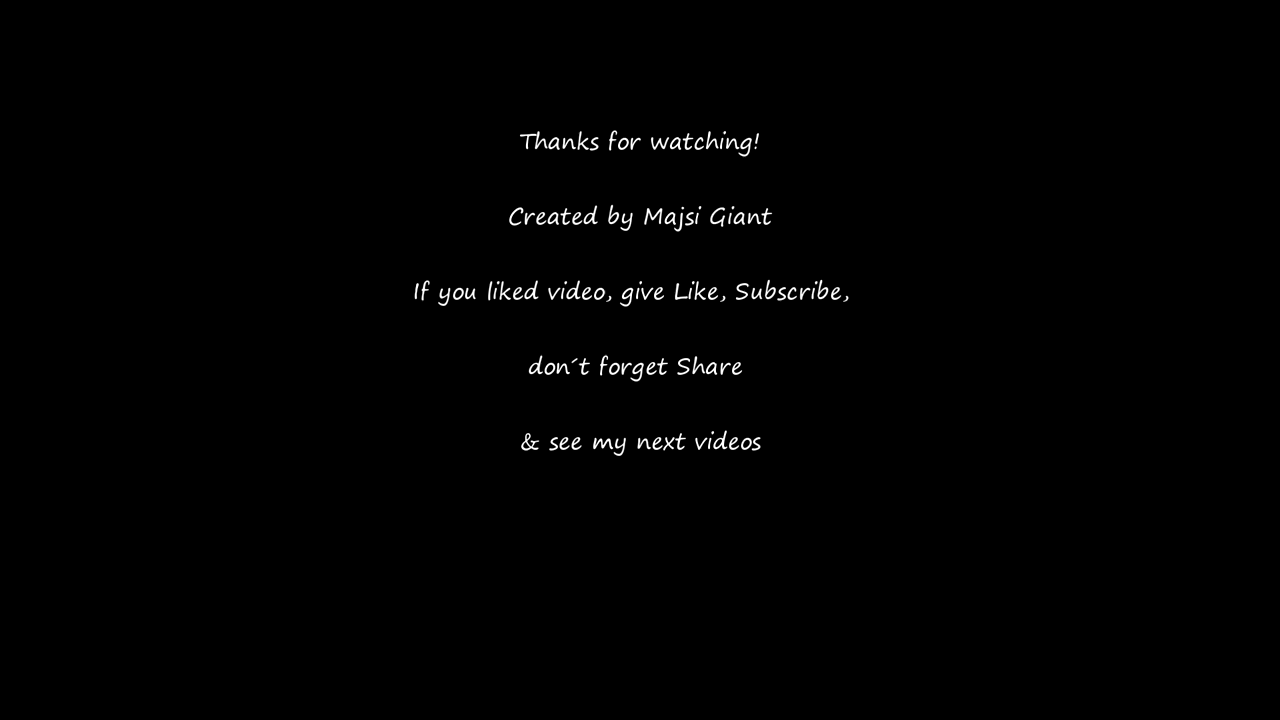 Thanks for watching!
Created by Majsi Giant
If you liked video, give Like, Subscribe,
don´t forget Share
& see my next videos